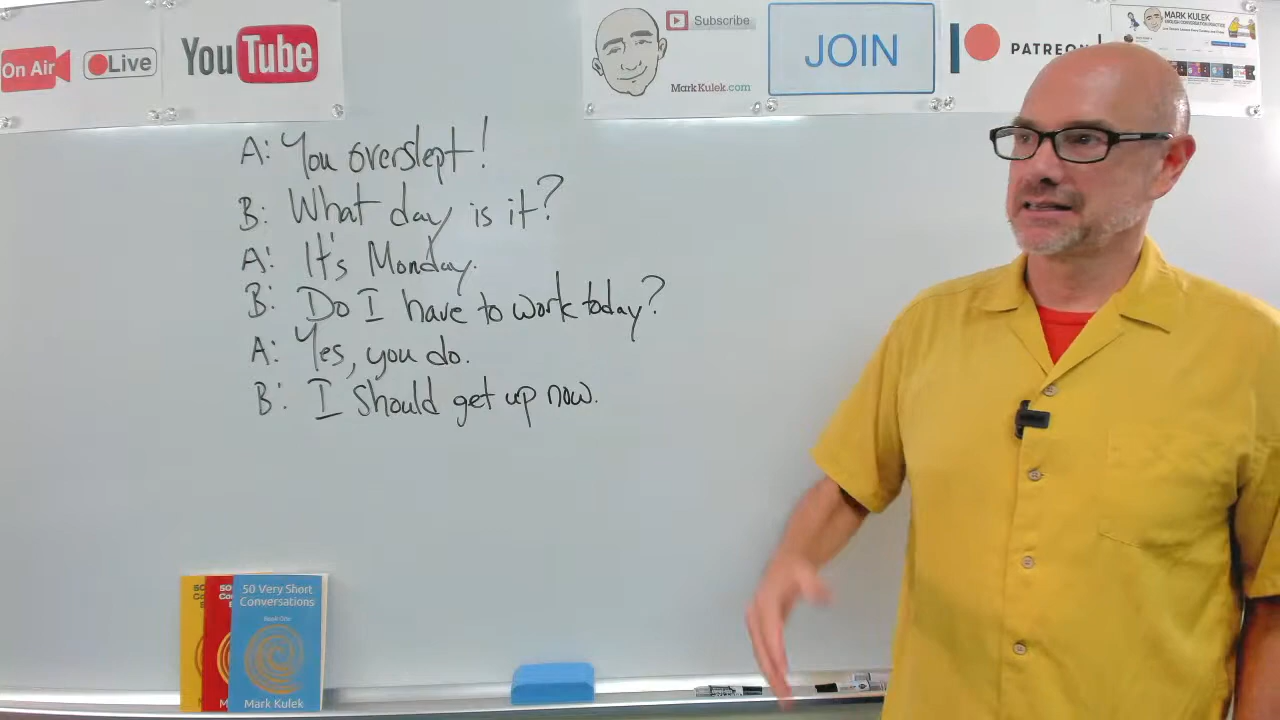 On Air
Live
YouTube
Subscribe
MarkKulek.com
JOIN
PATREON
MARK KULEK
A: You overslept!
B: What day is it?
A: It's Monday.
B: Do I have to work today?
A: Yes, you do.
B: I should get up now.
50 Very Short
Conversations
Book One
Mark Kulek